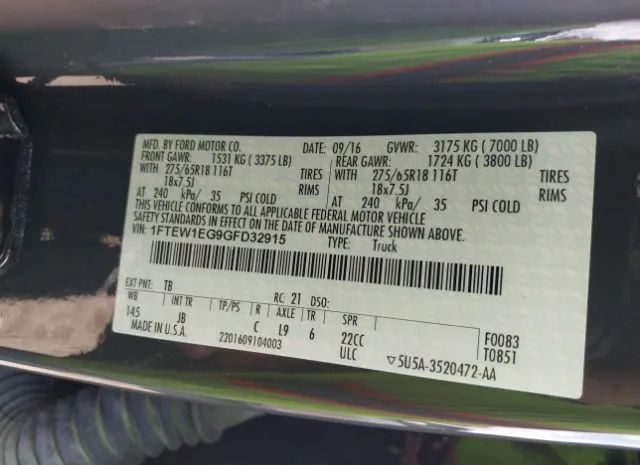 MFD. BY FORD MOTOR CO. DATE: 09/16 GVWR: 3175 KG ( 7000 LB)
FRONT GAWR: 1531 KG ( 3375 LB) REAR GAWR: 1724 KG ( 3800 LB)
WITH 275/65R18 116T TIRES WITH 275/65R18 116T TIRES
18x7.5J RIMS 18x7.5J RIMS
AT 240 kPa/ 35 PSI COLD AT 240 kPa/ 35 PSI COLD
THIS VEHICLE CONFORMS TO ALL APPLICABLE FEDERAL MOTOR VEHICLE
SAFETY STANDARDS IN EFFECT ON THE DATE OF MANUFACTURE SHOWN ABOVE.
VIN: 1FTEW1EG9GFD32915 TYPE: Truck
EXT PNT: TB RC: 21 DSO:
WB INT TR TP/PS R AXLE TR SPR
145 JB C L9 6 22CC F0083
MADE IN U.S.A. ULC T0851
2201609104003 ▽5U5A-3520472-AA